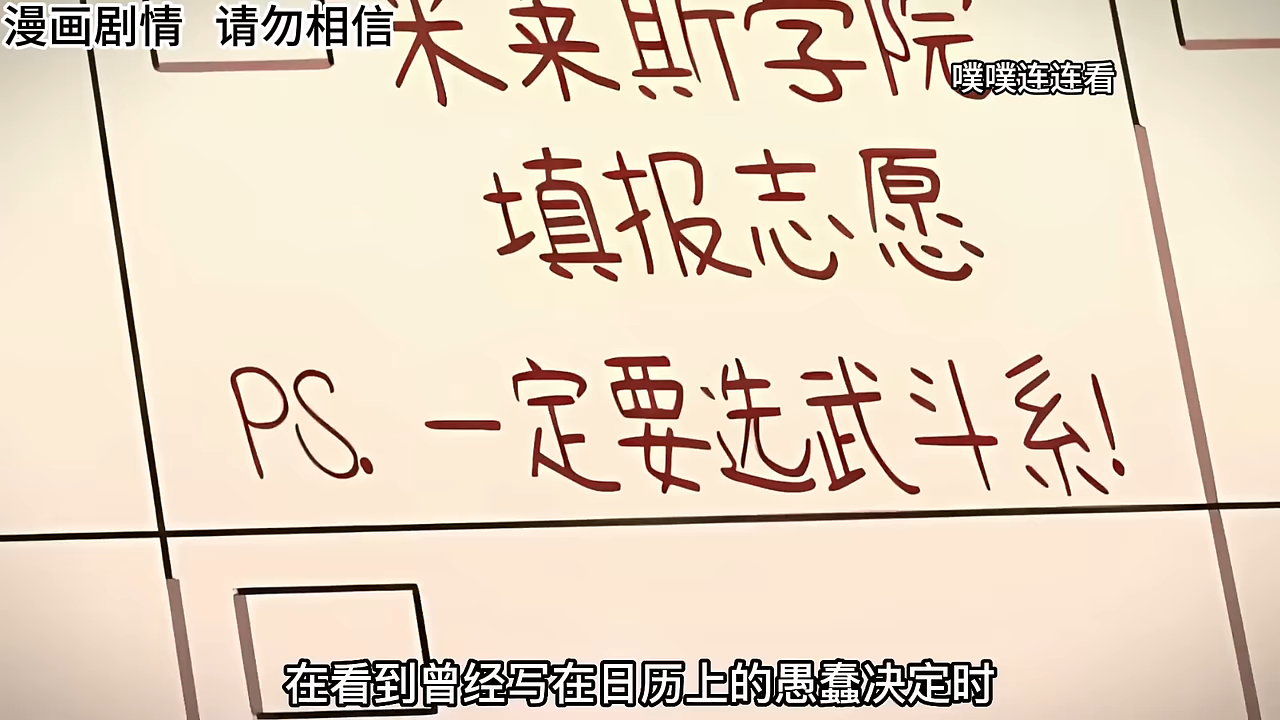 漫画剧情 请勿相信
米莱斯学院
噗噗连连看
填报志愿
PS.一定要选武斗系!
在看到曾经写在日历上的愚蠢决定时